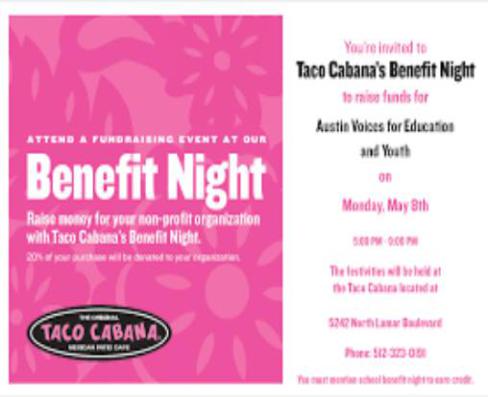 ATTEND A FUNDRAISING EVENT AT OUR
Benefit Night
Raise money for your non-profit organization
with Taco Cabana's Benefit Night.
20% of your purchase will be donated to your organization.
THE ORIGINAL
TACO CABANA
MEXICAN PATIO CAFE
You're invited to
Taco Cabana's Benefit Night
to raise funds for
Austin Voices for Education
and Youth
on
Monday, May 8th
5:00 PM - 9:00 PM
The festivities will be held at
the Taco Cabana located at
5242 North Lamar Boulevard
Phone: 512-323-0191
You must mention school benefit night to earn credit.